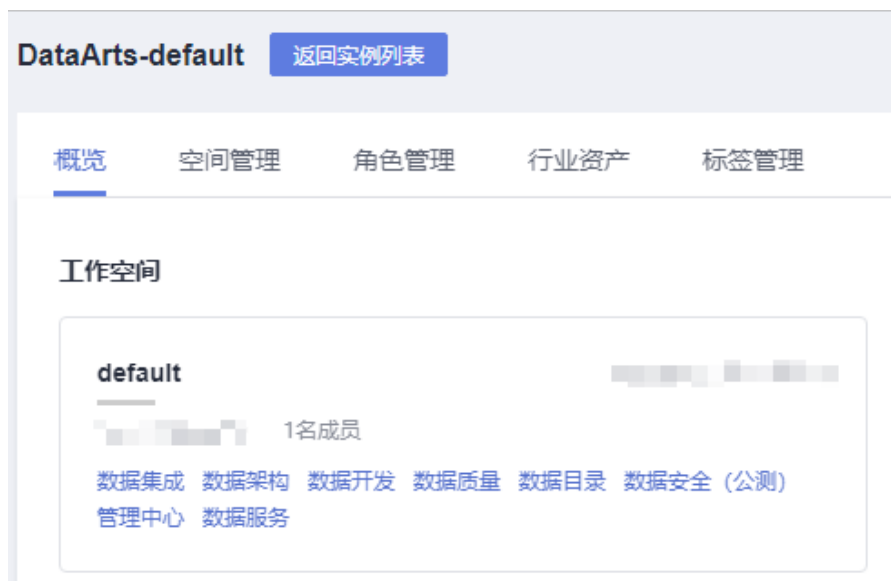 DataArts-default 返回实例列表
概览 空间管理 角色管理 行业资产 标签管理
工作空间
default
1名成员
数据集成 数据架构 数据开发 数据质量 数据目录 数据安全 (公测)
管理中心 数据服务